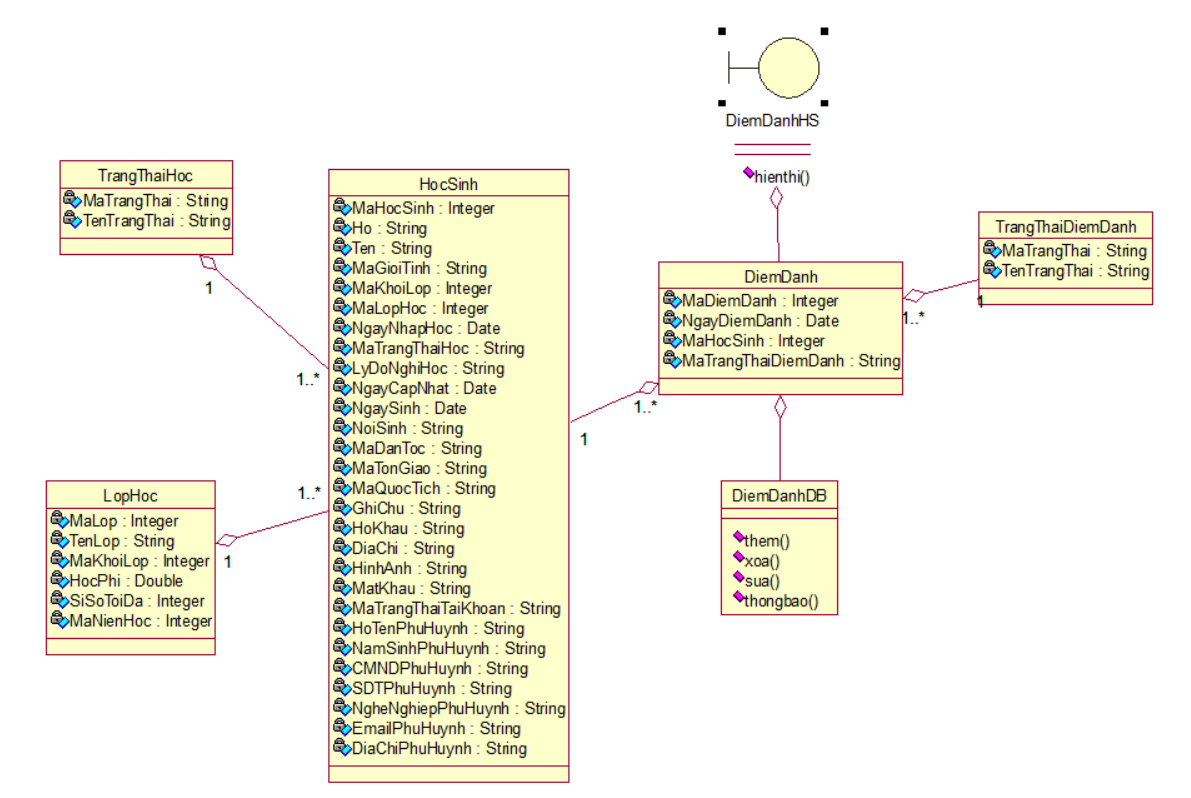 DiemDanhHS
hienthi()
TrangThaiHoc
MaTrangThai : String
TenTrangThai : String
1
1..*
HocSinh
MaHocSinh : Integer
Ho : String
Ten : String
MaGioiTinh : String
MaKhoiLop : Integer
MaLopHoc : Integer
NgayNhapHoc : Date
MaTrangThaiHoc : String
LyDoNghiHoc : String
NgayCapNhat : Date
NgaySinh : Date
NoiSinh : String
MaDanToc : String
MaTonGiao : String
MaQuocTich : String
GhiChu : String
HoKhau : String
DiaChi : String
HinhAnh : String
MatKhau : String
MaTrangThaiTaiKhoan : String
HoTenPhuHuynh : String
NamSinhPhuHuynh : String
CMNDPhuHuynh : String
SDTPhuHuynh : String
NgheNghiepPhuHuynh : String
EmailPhuHuynh : String
DiaChiPhuHuynh : String
LopHoc
MaLop : Integer
TenLop : String
MaKhoiLop : Integer
HocPhi : Double
SiSoToiDa : Integer
MaNienHoc : Integer
1..*
1
DiemDanh
MaDiemDanh : Integer
NgayDiemDanh : Date
MaHocSinh : Integer
MaTrangThaiDiemDanh : String
1..*
1
TrangThaiDiemDanh
MaTrangThai : String
TenTrangThai : String
1
1..*
DiemDanhDB
them()
xoa()
sua()
thongbao()